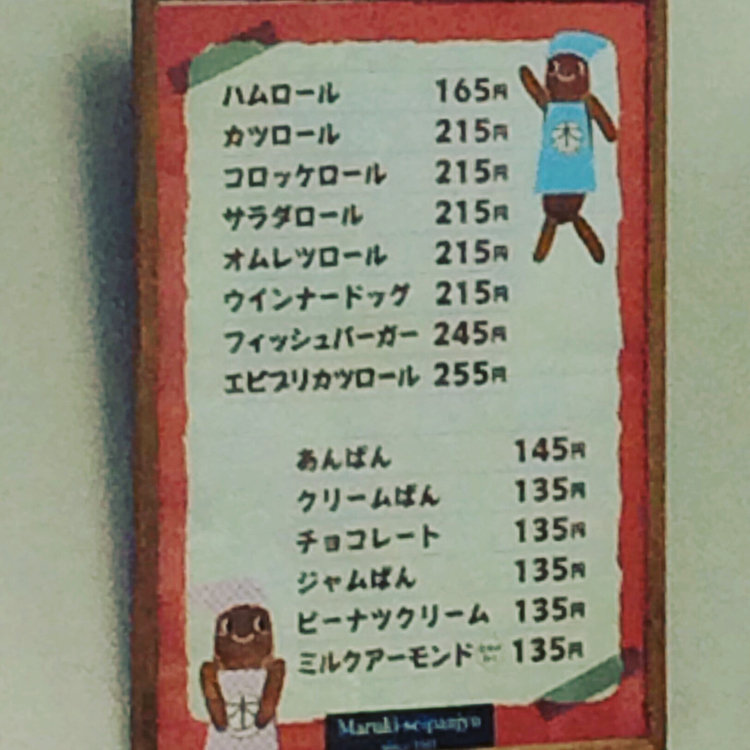 ハムロール 165円
カツロール 215円
コロッケロール 215円
サラダロール 215円
オムレツロール 215円
ウインナードッグ 215円
フィッシュバーガー 245円
エビプリカツロール 255円
あんぱん 145円
クリームぱん 135円
チョコレート 135円
ジャムぱん 135円
ピーナツクリーム 135円
ミルクアーモンド 135円
木
木
Maruki-seipanjyo